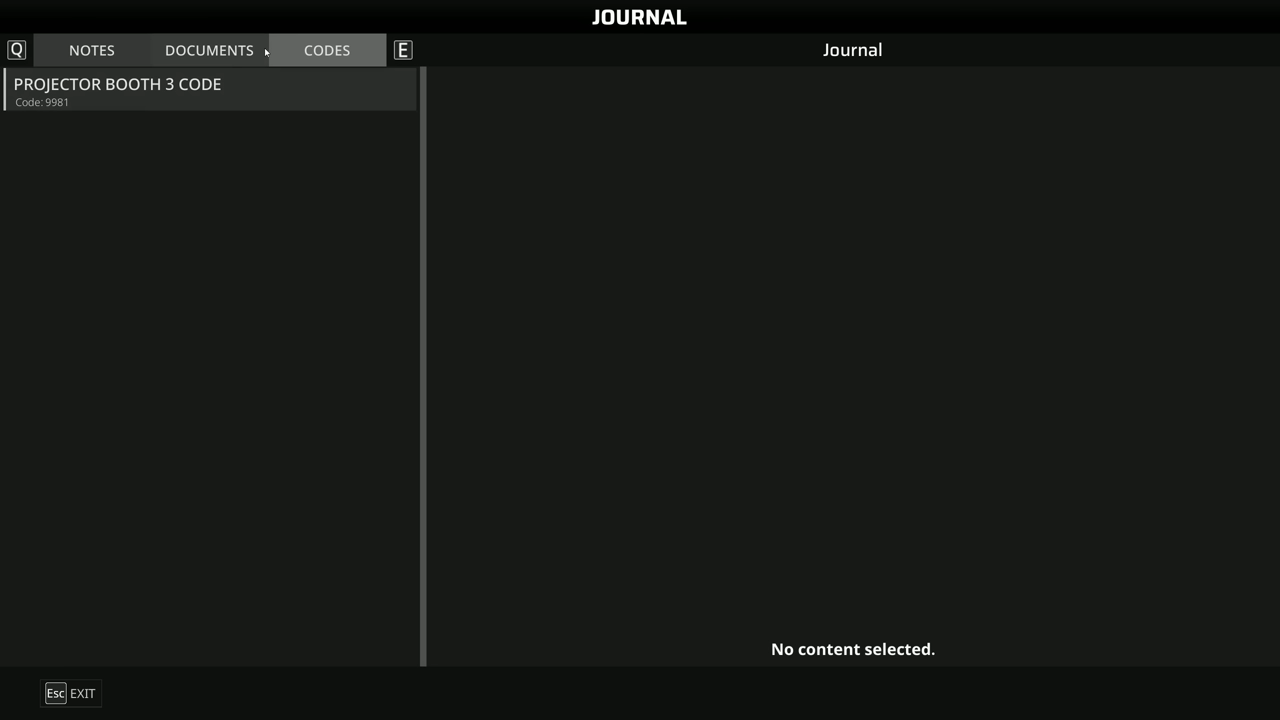 JOURNAL
Q NOTES DOCUMENTS CODES E
Journal
PROJECTOR BOOTH 3 CODE
Code: 9981
No content selected.
Esc EXIT